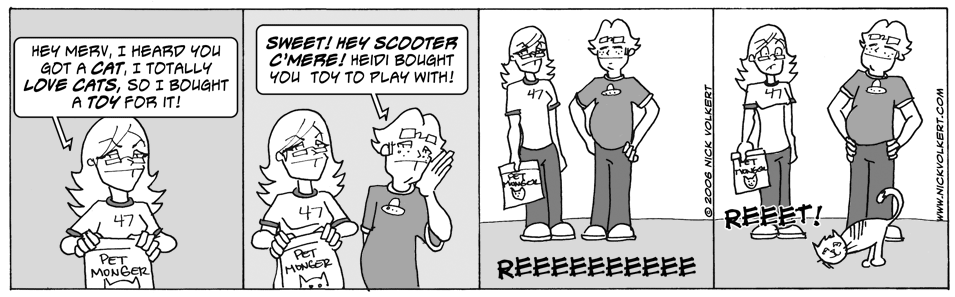 HEY MERV, I HEARD YOU
GOT A CAT, I TOTALLY
LOVE CATS, SO I BOUGHT
A TOY FOR IT!
47
PET
MONGER
SWEET! HEY SCOOTER
C'MERE! HEIDI BOUGHT
YOU TOY TO PLAY WITH!
47
PET
MONGER
47
PET
MONGER
REEEEEEEEEEE
© 2006 NICK VOLKERT
47
PET
MONGER
REEET!
WWW.NICKVOLKERT.COM